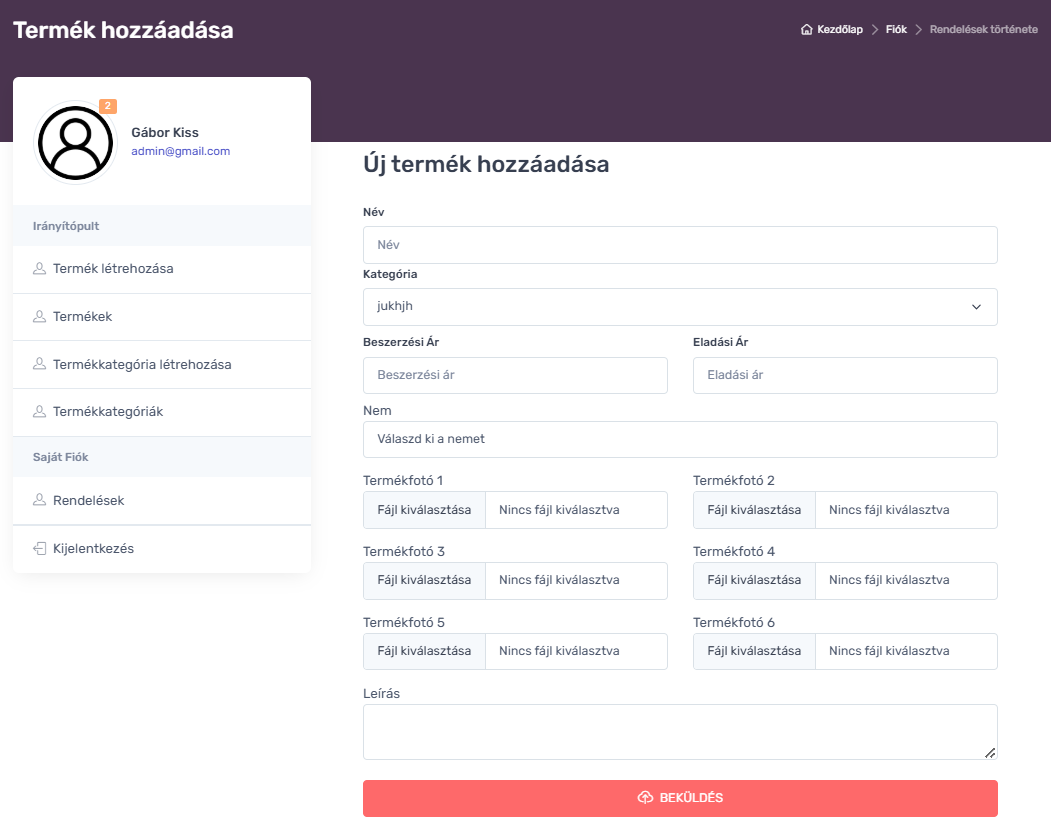 Termék hozzáadása
Kezdőlap > Fiók > Rendelések története
2
Gábor Kiss
admin@gmail.com
Irányítópult
Termék létrehozása
Termékek
Termékkategória létrehozása
Termékkategóriák
Saját Fiók
Rendelések
Kijelentkezés
Új termék hozzáadása
Név
Név
Kategória
jukhjh
Beszerzési Ár Eladási Ár
Beszerzési ár Eladási ár
Nem
Válaszd ki a nemet
Termékfotó 1 Termékfotó 2
Fájl kiválasztása Nincs fájl kiválasztva Fájl kiválasztása Nincs fájl kiválasztva
Termékfotó 3 Termékfotó 4
Fájl kiválasztása Nincs fájl kiválasztva Fájl kiválasztása Nincs fájl kiválasztva
Termékfotó 5 Termékfotó 6
Fájl kiválasztása Nincs fájl kiválasztva Fájl kiválasztása Nincs fájl kiválasztva
Leírás
BEKÜLDÉS